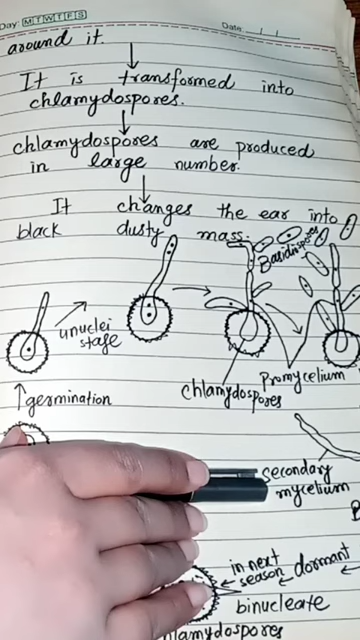 Day: M T W T F S
Date: / /
around it.
It is transformed into
chlamydospores.
chlamydospores are produced
in large number.
It changes the ear into
black dusty mass.
Basidiospores
unuclei
stage
chlamydospores
Promycelium
germination
secondary
mycelium
in next
season
dormant
binucleate
hlamydospores